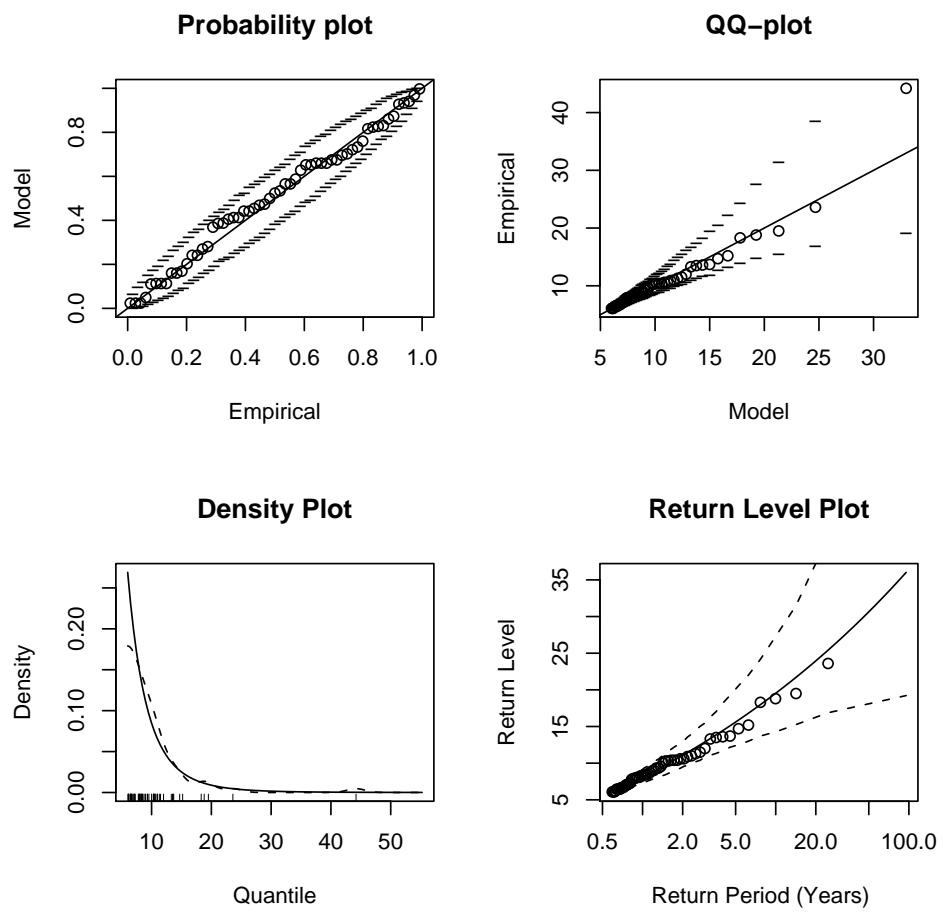 Probability plot
Model
0.0 0.4 0.8
0.0 0.2 0.4 0.6 0.8 1.0
Empirical
QQ−plot
Empirical
10 20 30 40
5 10 15 20 25 30
Model
Density Plot
Density
0.00 0.10 0.20
10 20 30 40 50
Quantile
Return Level Plot
Return Level
5 15 25 35
0.5 2.0 5.0 20.0 100.0
Return Period (Years)